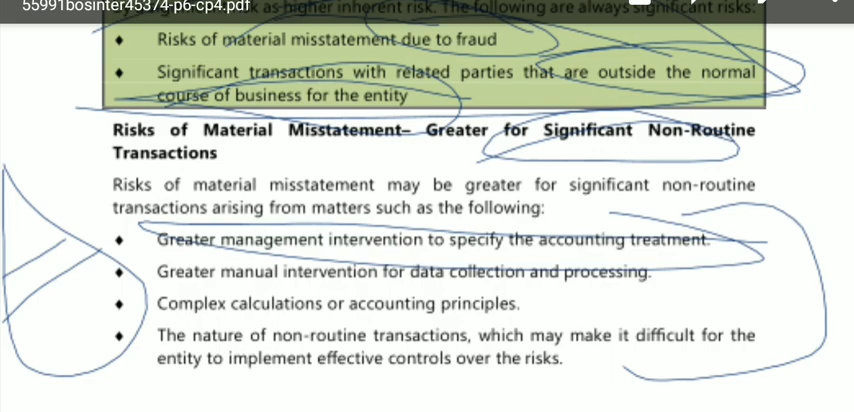 55991bosinter45374-p6-cp4.pdf
k as higher inherent risk. The following are always significant risks:
♦ Risks of material misstatement due to fraud
♦ Significant transactions with related parties that are outside the normal
course of business for the entity
Risks of Material Misstatement– Greater for Significant Non-Routine
Transactions
Risks of material misstatement may be greater for significant non-routine
transactions arising from matters such as the following:
♦ Greater management intervention to specify the accounting treatment.
♦ Greater manual intervention for data collection and processing.
♦ Complex calculations or accounting principles.
♦ The nature of non-routine transactions, which may make it difficult for the
entity to implement effective controls over the risks.